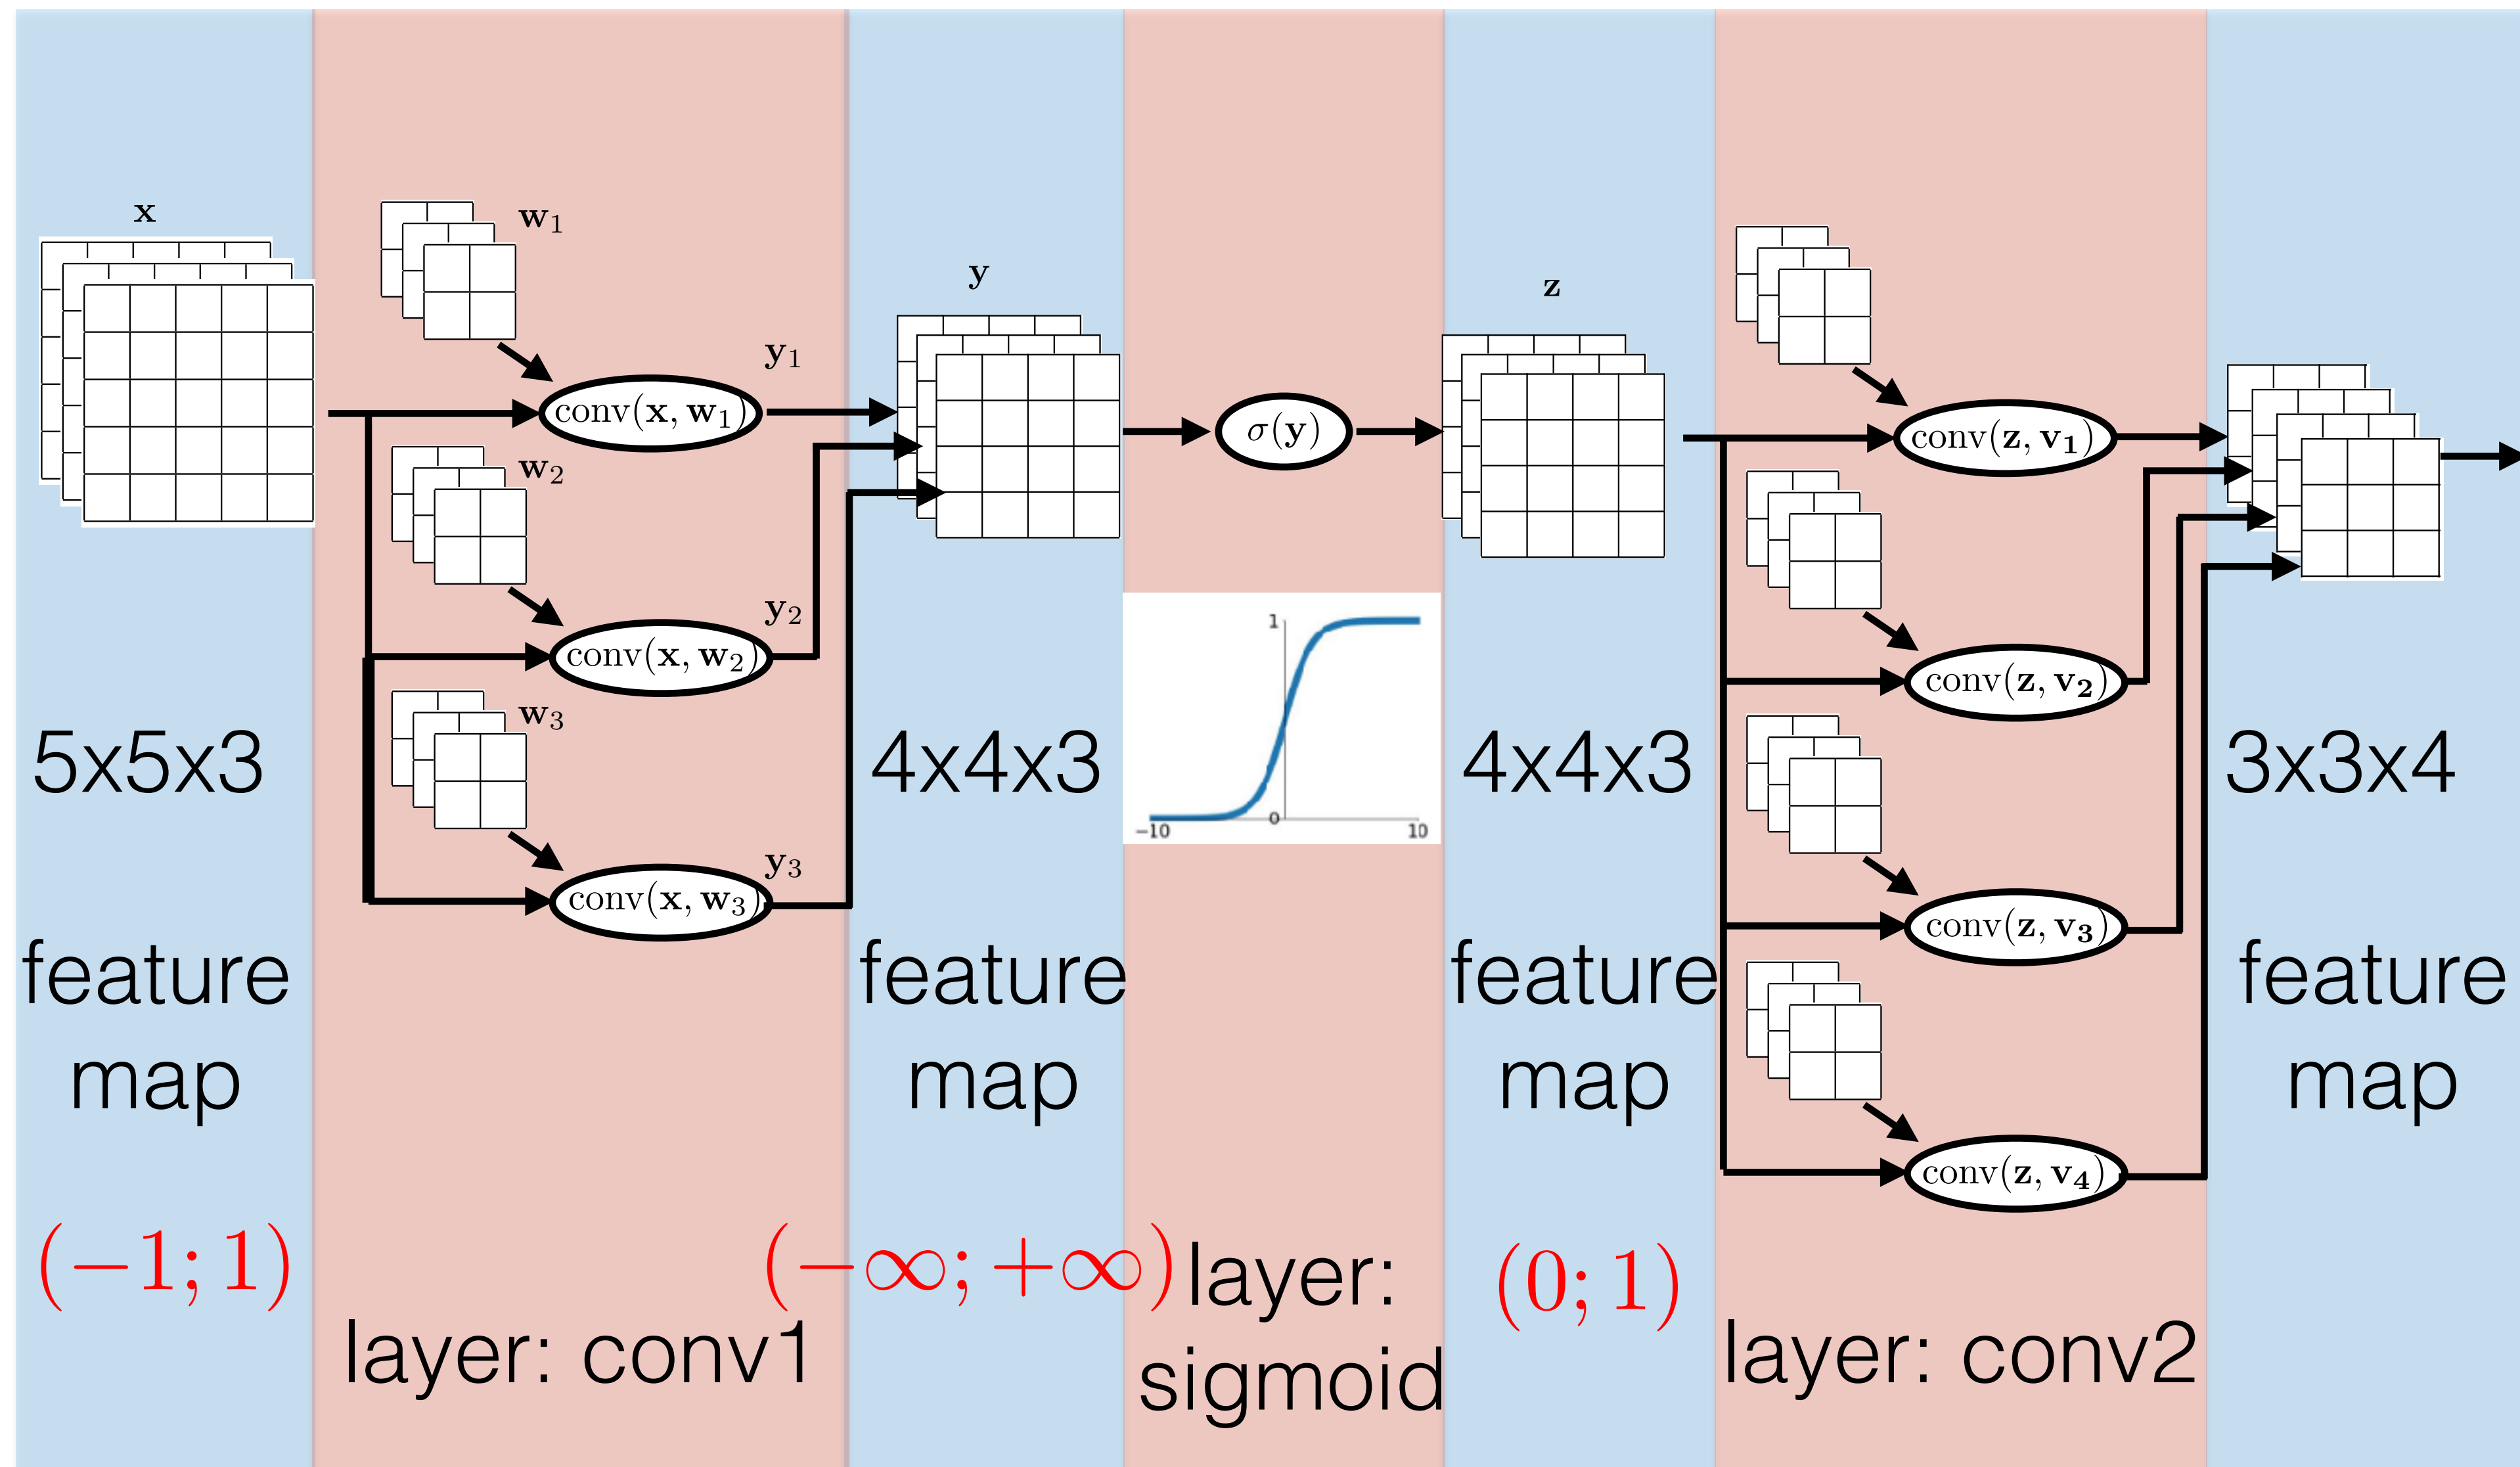 x
w₁
y₁
conv(x, w₁)
w₂
y₂
conv(x, w₂)
w₃
y₃
conv(x, w₃)
y
σ(y)
1
0
−10
10
z
conv(z, v₁)
conv(z, v₂)
conv(z, v₃)
conv(z, v₄)
5x5x3
4x4x3
4x4x3
3x3x4
feature
map
feature
map
feature
map
feature
map
(−1; 1)
(−∞; +∞)
(0; 1)
layer: conv1
layer:
sigmoid
layer: conv2